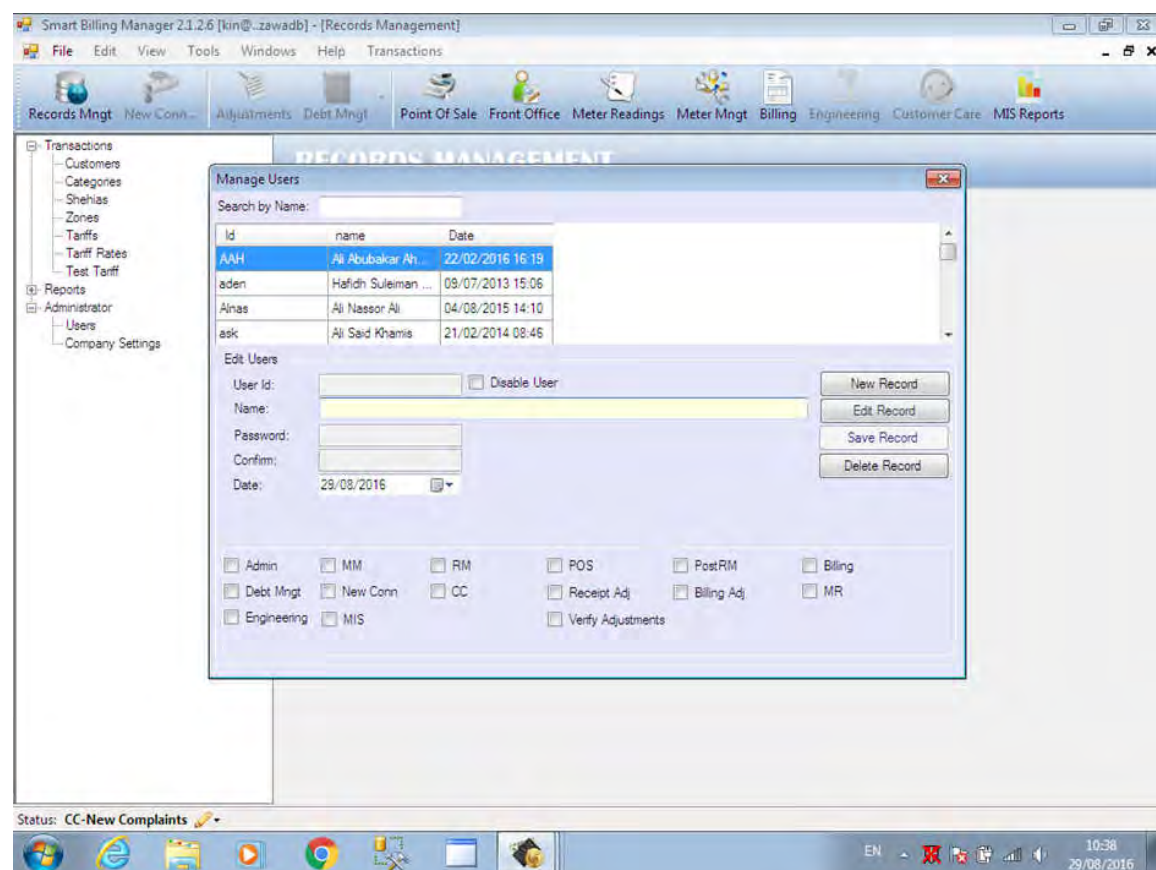 Smart Billing Manager 2.1.2.6 [kin@..zawadb] - [Records Management]
File Edit View Tools Windows Help Transactions
Records Mngt New Conn... Adjustments Debt Mngt Point Of Sale Front Office Meter Readings Meter Mngt Billing Engineering Customer Care MIS Reports
Transactions
Customers
Categories
Shehias
Zones
Tariffs
Tariff Rates
Test Tariff
Reports
Administrator
Users
Company Settings
RECORDS MANAGEMENT
Manage Users
Search by Name:
Id name Date
AAH Ali Abubakar Ah... 22/02/2016 16:19
aden Hafidh Suleiman ... 09/07/2013 15:06
Alnas Ali Nassor Ali 04/08/2015 14:10
ask Ali Said Khamis 21/02/2014 08:46
Edit Users
User Id: Disable User New Record
Name: Edit Record
Password: Save Record
Confirm: Delete Record
Date: 29/08/2016
Admin MM RM POS PostRM Billing
Debt Mngt New Conn CC Receipt Adj Billing Adj MR
Engineering MIS Verify Adjustments
Status: CC-New Complaints
EN 10:38
29/08/2016